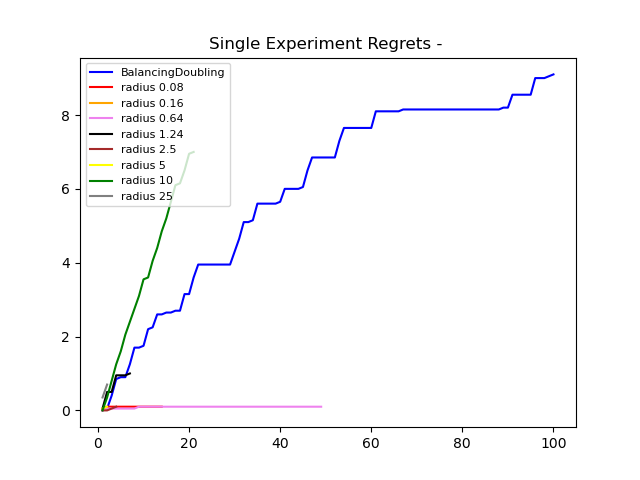 Single Experiment Regrets -
BalancingDoubling
radius 0.08
radius 0.16
radius 0.64
radius 1.24
radius 2.5
radius 5
radius 10
radius 25
8
6
4
2
0
0 20 40 60 80 100